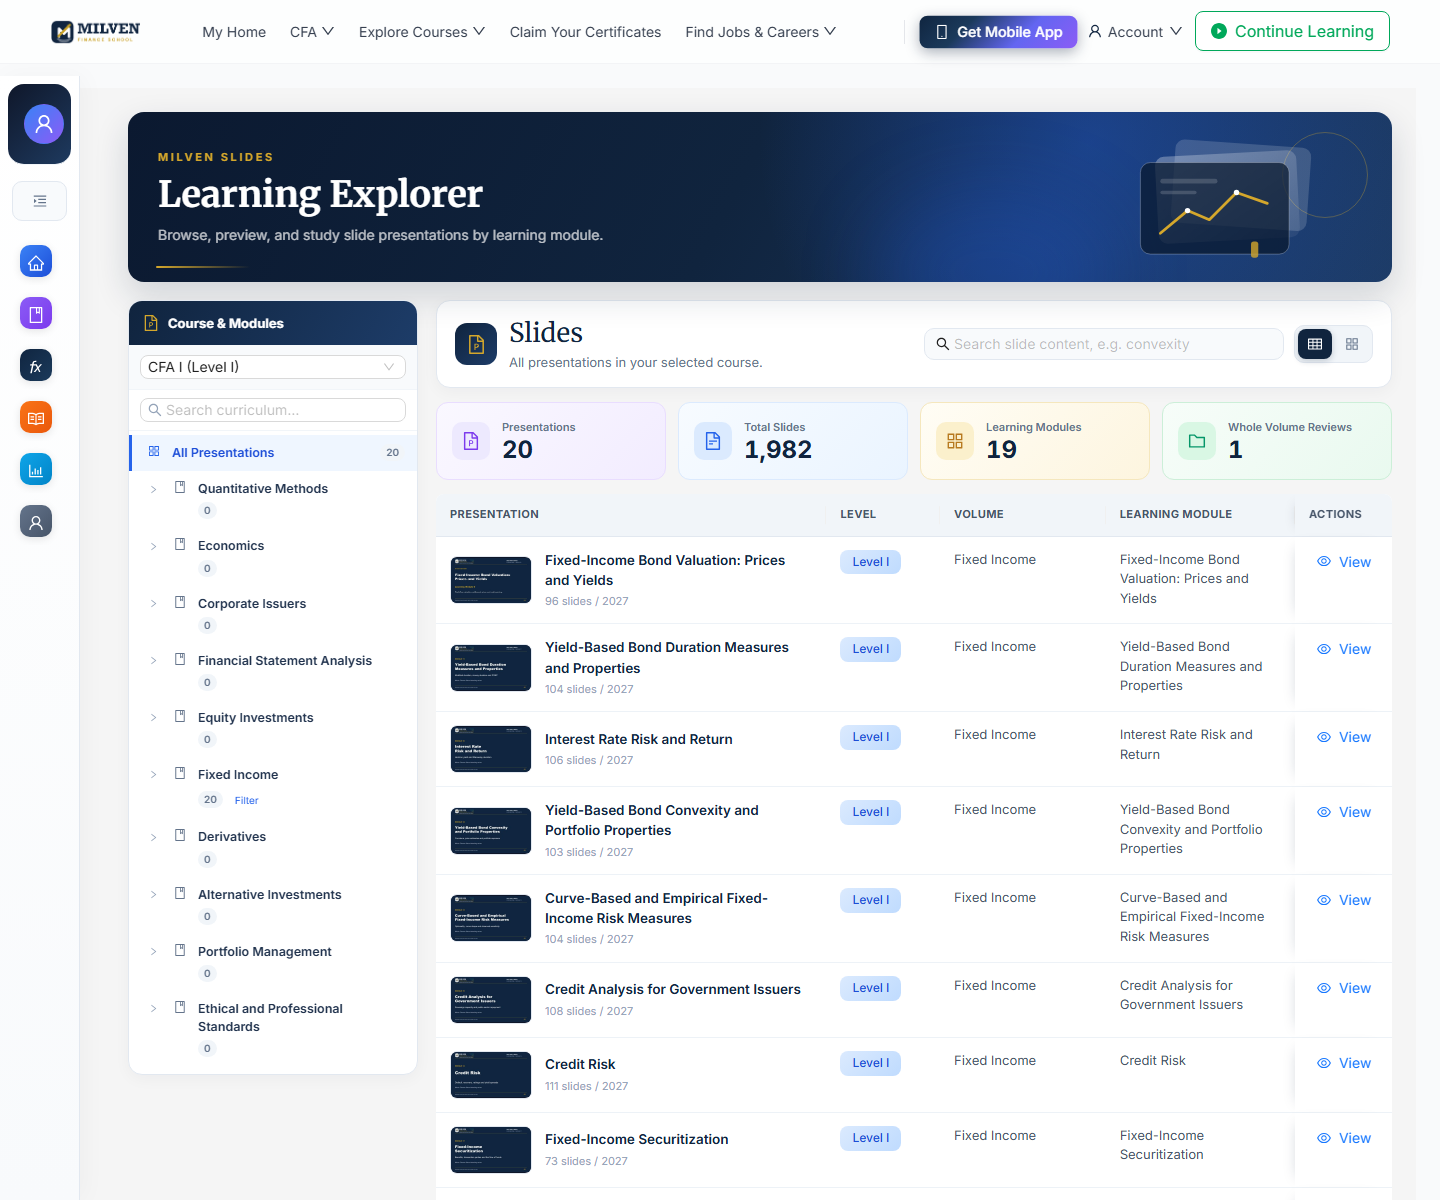 MILVEN
FINANCE SCHOOL
My Home
CFA
Explore Courses
Claim Your Certificates
Find Jobs & Careers
Get Mobile App
Account
Continue Learning
MILVEN SLIDES
Learning Explorer
Browse, preview, and study slide presentations by learning module.
Course & Modules
CFA I (Level I)
Search curriculum...
All Presentations 20
Quantitative Methods
0
Economics
0
Corporate Issuers
0
Financial Statement Analysis
0
Equity Investments
0
Fixed Income
20 Filter
Derivatives
0
Alternative Investments
0
Portfolio Management
0
Ethical and Professional
Standards
0
Slides
All presentations in your selected course.
Search slide content, e.g. convexity
Presentations
20
Total Slides
1,982
Learning Modules
19
Whole Volume Reviews
1
PRESENTATION LEVEL VOLUME LEARNING MODULE ACTIONS
Fixed-Income Bond Valuation: Prices
and Yields
96 slides / 2027
Level I
Fixed Income
Fixed-Income Bond
Valuation: Prices and
Yields
View
Yield-Based Bond Duration Measures
and Properties
104 slides / 2027
Level I
Fixed Income
Yield-Based Bond
Duration Measures and
Properties
View
Interest Rate Risk and Return
106 slides / 2027
Level I
Fixed Income
Interest Rate Risk and
Return
View
Yield-Based Bond Convexity and
Portfolio Properties
103 slides / 2027
Level I
Fixed Income
Yield-Based Bond
Convexity and Portfolio
Properties
View
Curve-Based and Empirical Fixed-
Income Risk Measures
104 slides / 2027
Level I
Fixed Income
Curve-Based and
Empirical Fixed-Income
Risk Measures
View
Credit Analysis for Government Issuers
108 slides / 2027
Level I
Fixed Income
Credit Analysis for
Government Issuers
View
Credit Risk
111 slides / 2027
Level I
Fixed Income
Credit Risk
View
Fixed-Income Securitization
73 slides / 2027
Level I
Fixed Income
Fixed-Income
Securitization
View